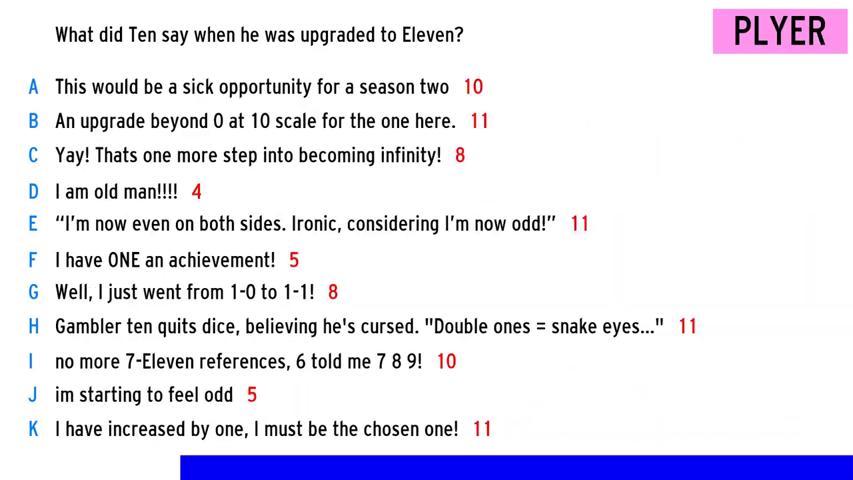 What did Ten say when he was upgraded to Eleven?
PLYER
A This would be a sick opportunity for a season two 10
B An upgrade beyond 0 at 10 scale for the one here. 11
C Yay! Thats one more step into becoming infinity! 8
D I am old man!!!! 4
E “I'm now even on both sides. Ironic, considering I'm now odd!” 11
F I have ONE an achievement! 5
G Well, I just went from 1-0 to 1-1! 8
H Gambler ten quits dice, believing he's cursed. "Double ones = snake eyes..." 11
I no more 7-Eleven references, 6 told me 7 8 9! 10
J im starting to feel odd 5
K I have increased by one, I must be the chosen one! 11